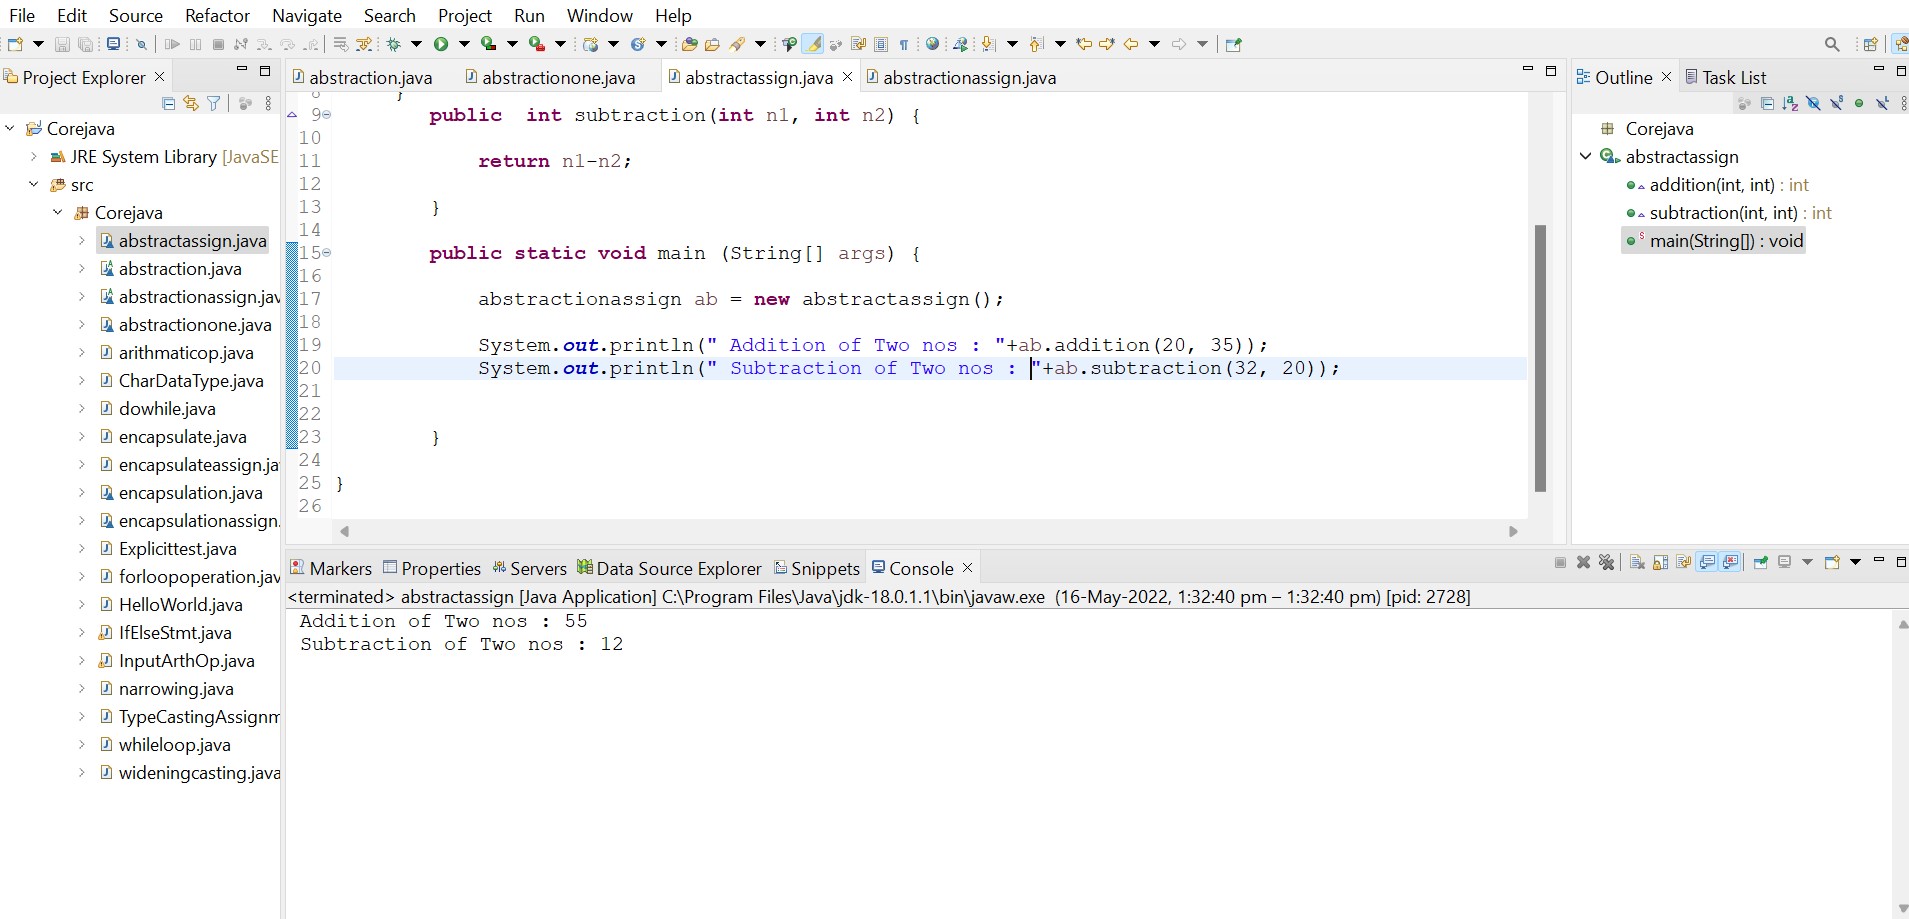 File Edit Source Refactor Navigate Search Project Run Window Help
Project Explorer
Corejava
JRE System Library [JavaSE
src
Corejava
abstractassign.java
abstraction.java
abstractionassign.jav
abstractionone.java
arithmaticop.java
CharDataType.java
dowhile.java
encapsulate.java
encapsulateassign.ja
encapsulation.java
encapsulationassign.
Explicittest.java
forloopoperation.jav
HelloWorld.java
IfElseStmt.java
InputArthOp.java
narrowing.java
TypeCastingAssignm
whileloop.java
wideningcasting.java
abstraction.java abstractionone.java abstractassign.java abstractionassign.java
8 }
9 public int subtraction(int n1, int n2) {
10
11 return n1-n2;
12
13 }
14
15 public static void main (String[] args) {
16
17 abstractionassign ab = new abstractassign();
18
19 System.out.println(" Addition of Two nos : "+ab.addition(20, 35));
20 System.out.println(" Subtraction of Two nos : "+ab.subtraction(32, 20));
21
22
23 }
24
25 }
26
Outline Task List
Corejava
abstractassign
addition(int, int) : int
subtraction(int, int) : int
main(String[]) : void
Markers Properties Servers Data Source Explorer Snippets Console
<terminated> abstractassign [Java Application] C:\Program Files\Java\jdk-18.0.1.1\bin\javaw.exe (16-May-2022, 1:32:40 pm – 1:32:40 pm) [pid: 2728]
Addition of Two nos : 55
Subtraction of Two nos : 12